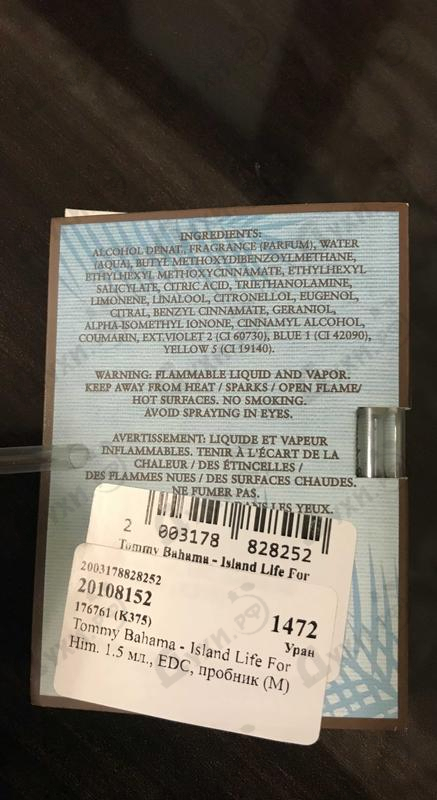 INGREDIENTS:
ALCOHOL DENAT., FRAGRANCE (PARFUM), WATER
(AQUA), BUTYL METHOXYDIBENZOYLMETHANE,
ETHYLHEXYL METHOXYCINNAMATE, ETHYLHEXYL
SALICYLATE, CITRIC ACID, TRIETHANOLAMINE,
LIMONENE, LINALOOL, CITRONELLOL, EUGENOL,
CITRAL, BENZYL CINNAMATE, GERANIOL,
ALPHA-ISOMETHYL IONONE, CINNAMYL ALCOHOL,
COUMARIN, EXT.VIOLET 2 (CI 60730), BLUE 1 (CI 42090),
YELLOW 5 (CI 19140).
WARNING: FLAMMABLE LIQUID AND VAPOR.
KEEP AWAY FROM HEAT / SPARKS / OPEN FLAME/
HOT SURFACES. NO SMOKING.
AVOID SPRAYING IN EYES.
AVERTISSEMENT: LIQUIDE ET VAPEUR
INFLAMMABLES. TENIR À L'ÉCART DE LA
CHALEUR / DES ÉTINCELLES /
DES FLAMMES NUES / DES SURFACES CHAUDES.
NE FUMER PAS.
LES YEUX.
2 003178 828252
Tommy Bahama - Island Life For
2003178828252
20108152
176761 (K375)
1472
Уран
Tommy Bahama - Island Life For
Him. 1.5 мл., EDC, пробник (M)